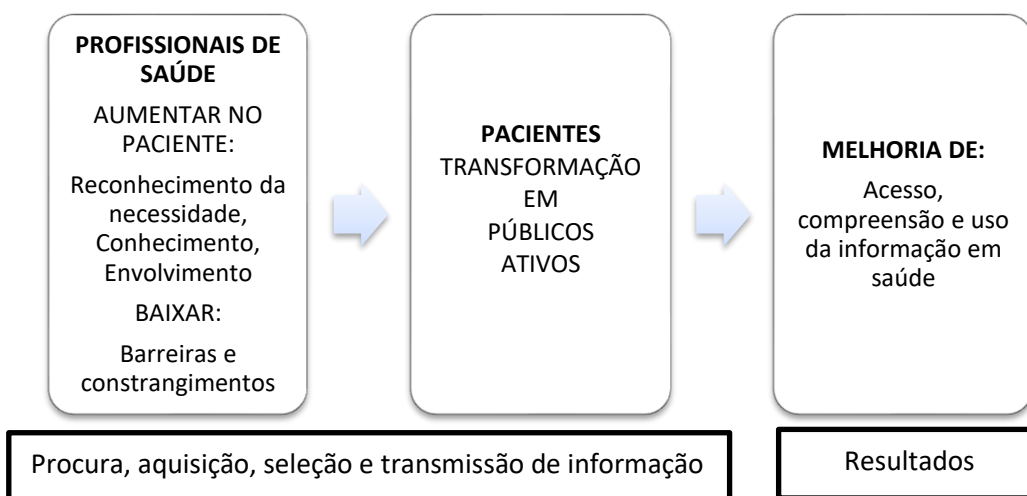 PROFISSIONAIS DE
SAÚDE
AUMENTAR NO
PACIENTE:
Reconhecimento da
necessidade,
Conhecimento,
Envolvimento
BAIXAR:
Barreiras e
constrangimentos
PACIENTES
TRANSFORMAÇÃO
EM
PÚBLICOS
ATIVOS
MELHORIA DE:
Acesso,
compreensão e uso
da informação em
saúde
Procura, aquisição, seleção e transmissão de informação
Resultados